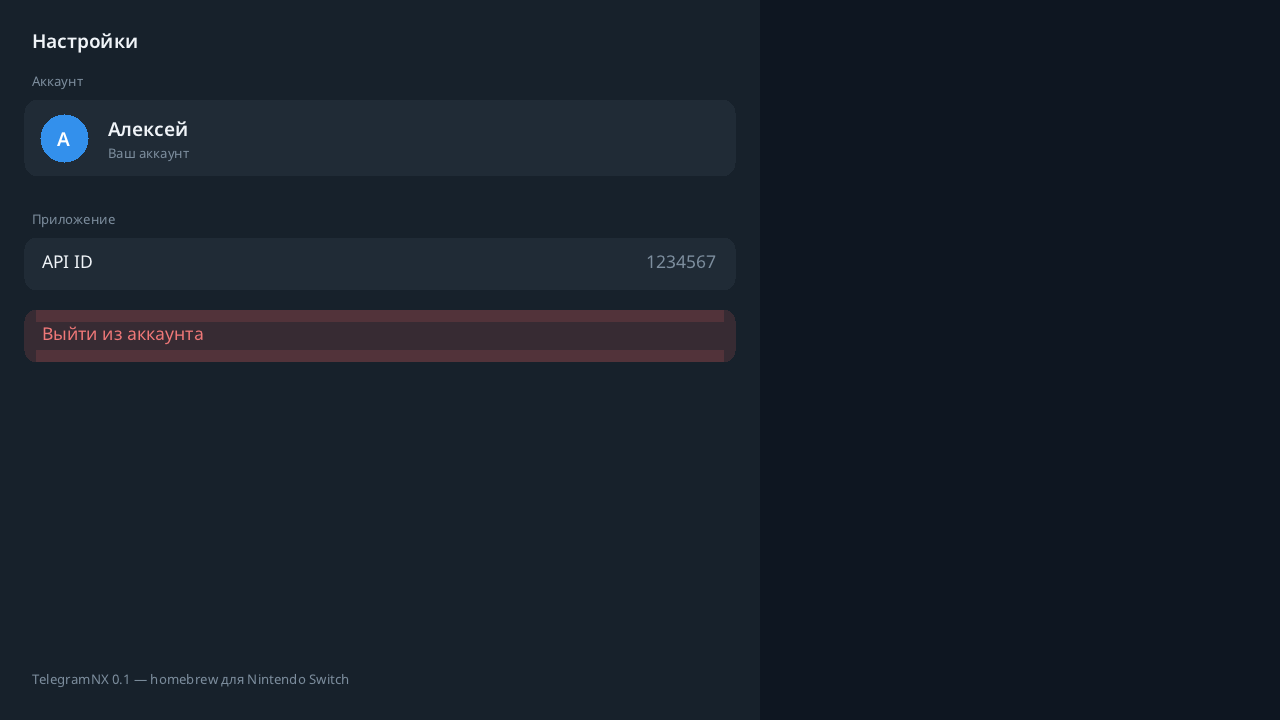 Настройки
Аккаунт
А
Алексей
Ваш аккаунт
Приложение
API ID
1234567
Выйти из аккаунта
TelegramNX 0.1 — homebrew для Nintendo Switch